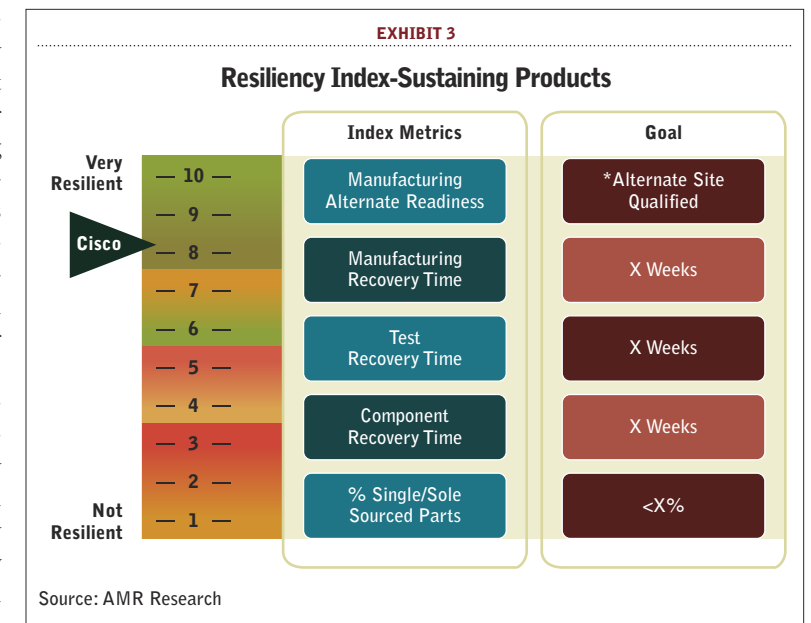 EXHIBIT 3
Resiliency Index-Sustaining Products
Index Metrics
Goal
Very
Resilient
— 10 —
— 9 —
Cisco
— 8 —
— 7 —
— 6 —
— 5 —
— 4 —
— 3 —
— 2 —
— 1 —
Not
Resilient
Manufacturing
Alternate Readiness
*Alternate Site
Qualified
Manufacturing
Recovery Time
X Weeks
Test
Recovery Time
X Weeks
Component
Recovery Time
X Weeks
% Single/Sole
Sourced Parts
<X%
Source: AMR Research